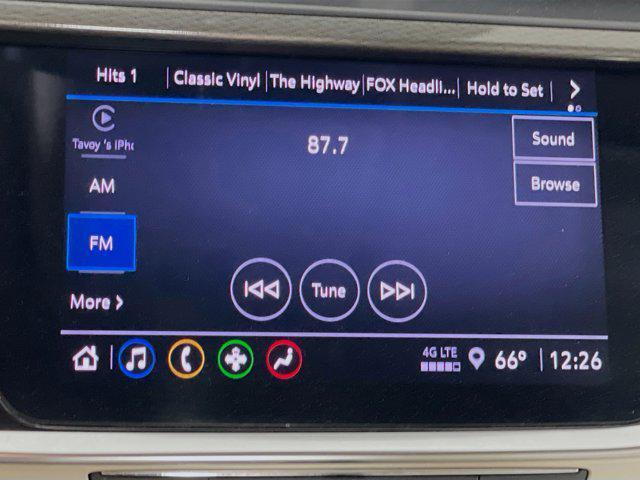 Hits 1 Classic Vinyl The Highway FOX Headli... Hold to Set
Tavoy 's iPh
87.7
Sound
AM
Browse
FM
Tune
More
4G LTE
66° 12:26